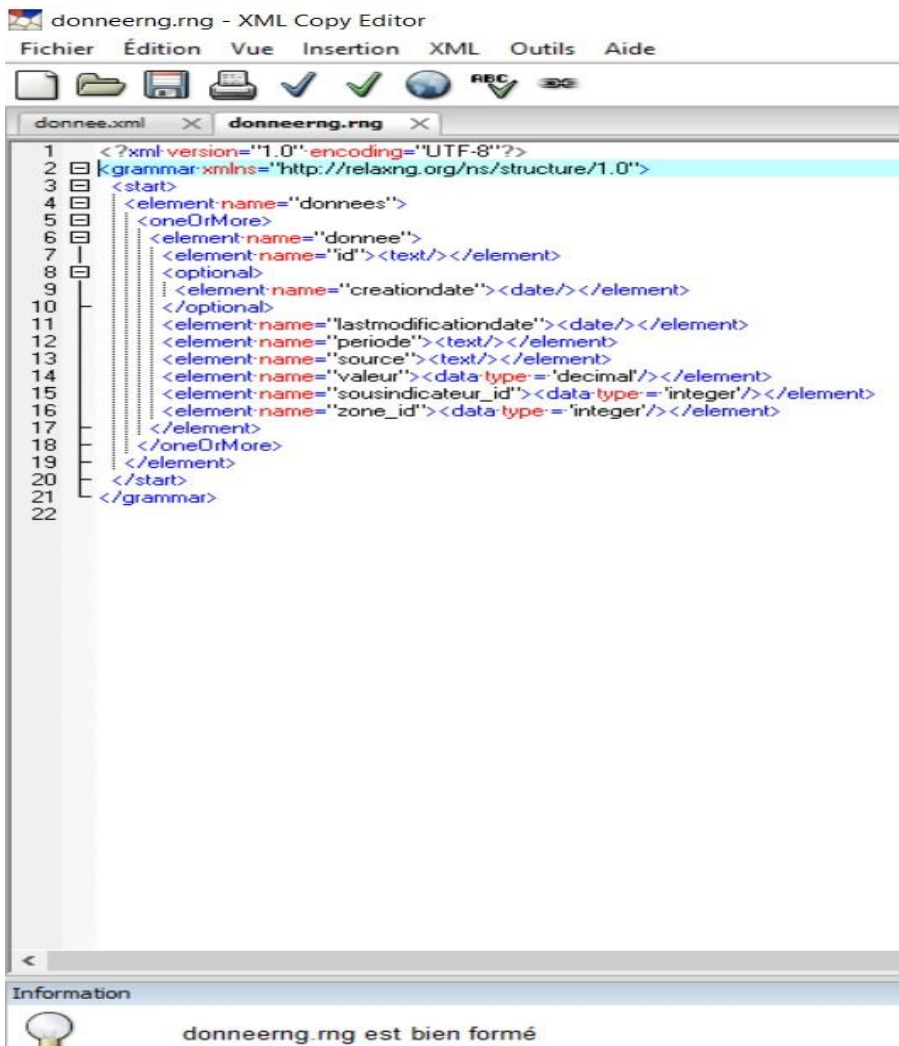 donneerng.rng - XML Copy Editor
Fichier Édition Vue Insertion XML Outils Aide
ABC
donnee.xml donneerng.rng
1 <?xml version="1.0" encoding="UTF-8"?>
2 <grammar xmlns="http://relaxng.org/ns/structure/1.0">
3 <start>
4 <element name="donnees">
5 <oneOrMore>
6 <element name="donnee">
7 <element name="id"><text/></element>
8 <optional>
9 <element name="creationdate"><date/></element>
10 </optional>
11 <element name="lastmodificationdate"><date/></element>
12 <element name="periode"><text/></element>
13 <element name="source"><text/></element>
14 <element name="valeur"><data type = 'decimal'/></element>
15 <element name="sousindicateur_id"><data type = 'integer'/></element>
16 <element name="zone_id"><data type = 'integer'/></element>
17 </element>
18 </oneOrMore>
19 </element>
20 </start>
21 </grammar>
22
Information
donneerng.rng est bien formé